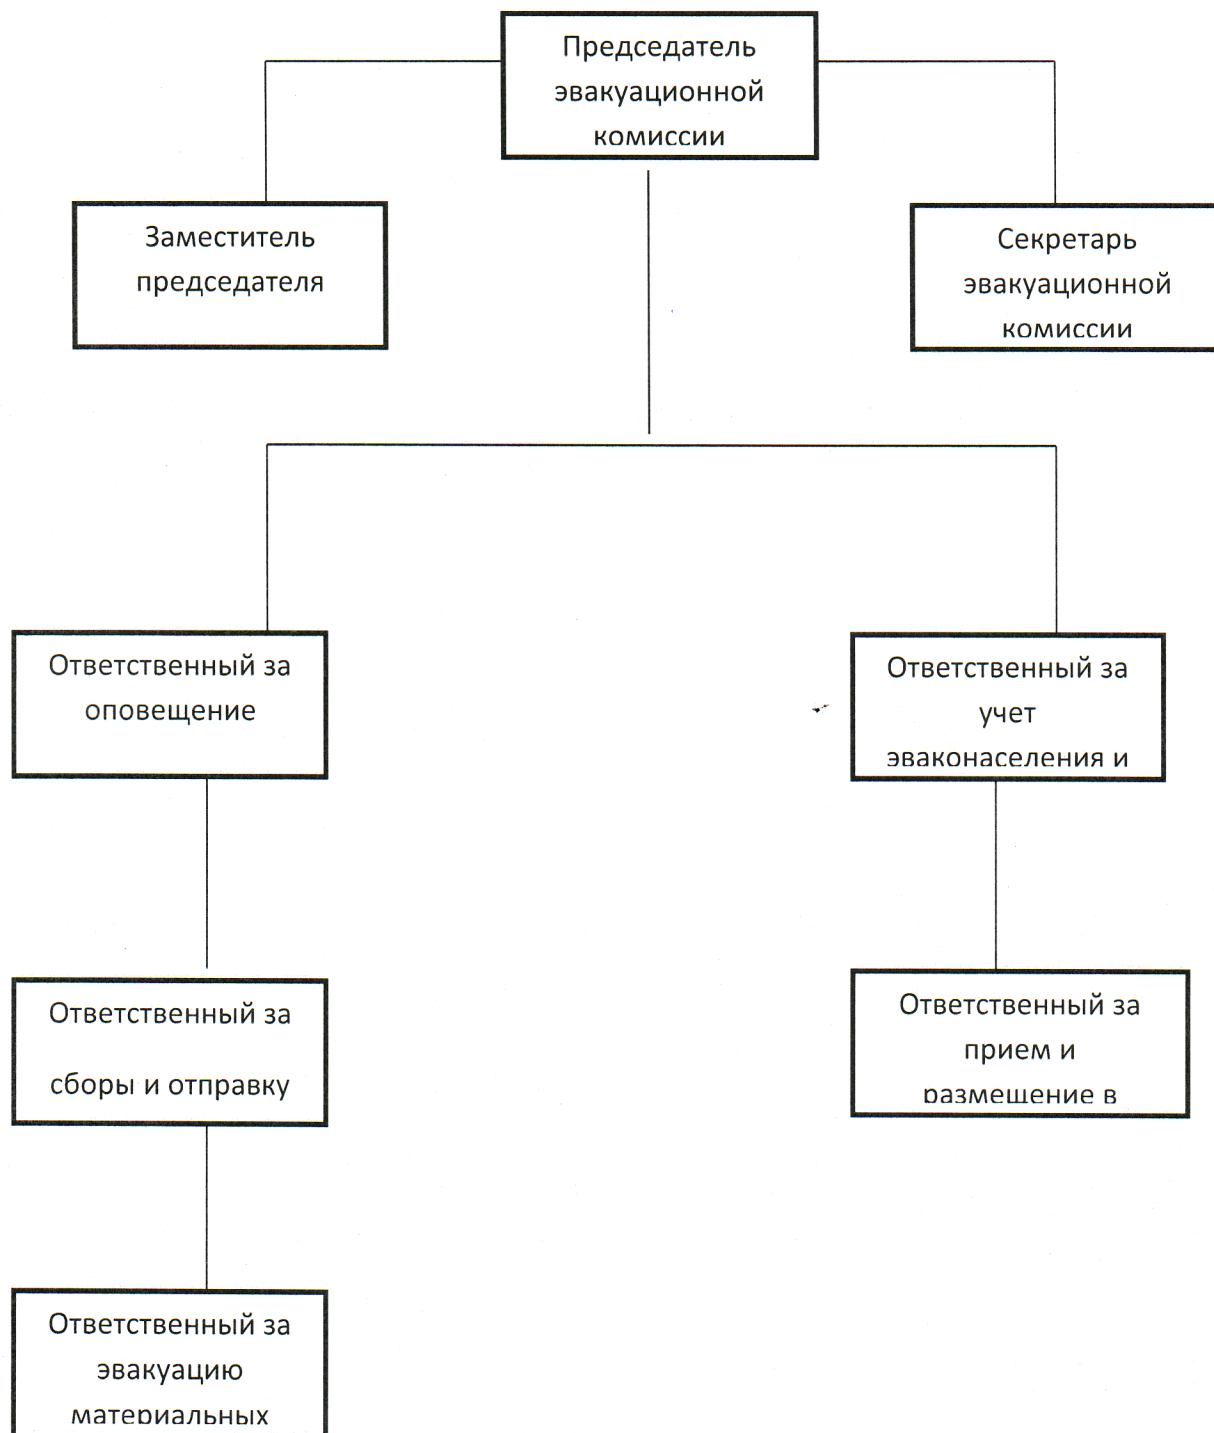 Председатель
эвакуационной
комиссии
Заместитель
председателя
Секретарь
эвакуационной
комиссии
Ответственный за
оповещение
Ответственный за
учет
эваконаселения и
Ответственный за
сборы и отправку
Ответственный за
прием и
размещение в
Ответственный за
эвакуацию
материальных